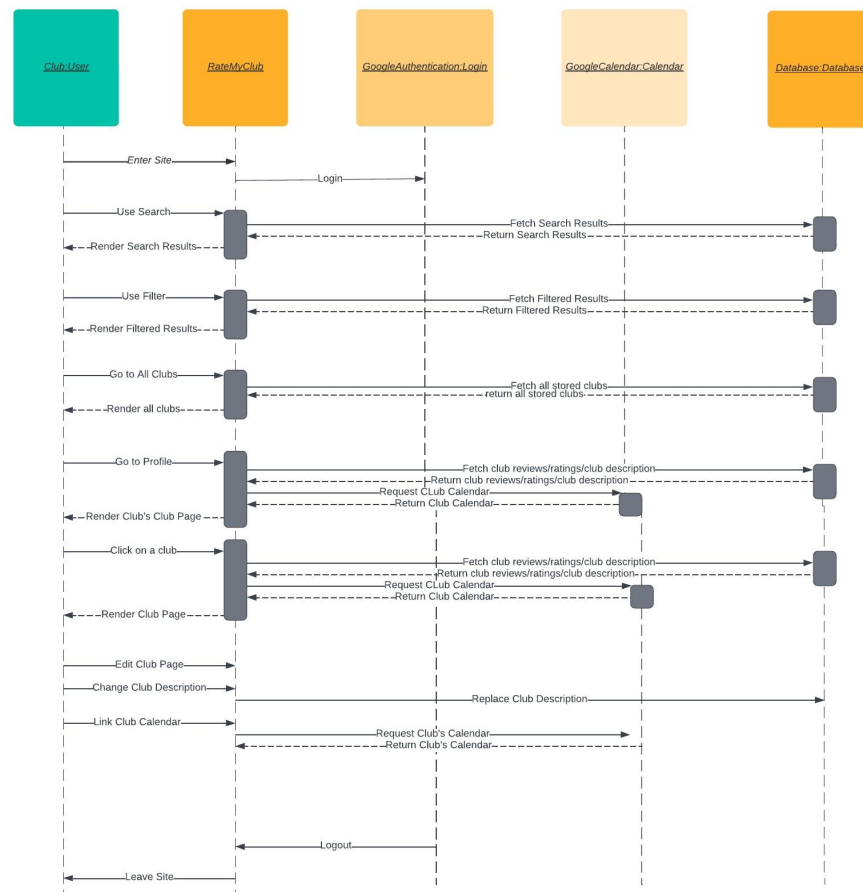 Club:User
RateMyClub
GoogleAuthentication:Login
GoogleCalendar:Calendar
Database:Database
Enter Site
Login
Use Search
Fetch Search Results
Return Search Results
Render Search Results
Use Filter
Fetch Filtered Results
Return Filtered Results
Render Filtered Results
Go to All Clubs
Fetch all stored clubs
return all stored clubs
Render all clubs
Go to Profile
Fetch club reviews/ratings/club description
Return club reviews/ratings/club description
Request CLub Calendar
Return Club Calendar
Render Club's Club Page
Click on a club
Fetch club reviews/ratings/club description
Return club reviews/ratings/club description
Request CLub Calendar
Return Club Calendar
Render Club Page
Edit Club Page
Change Club Description
Replace Club Description
Link Club Calendar
Request Club's Calendar
Return Club's Calendar
Logout
Leave Site